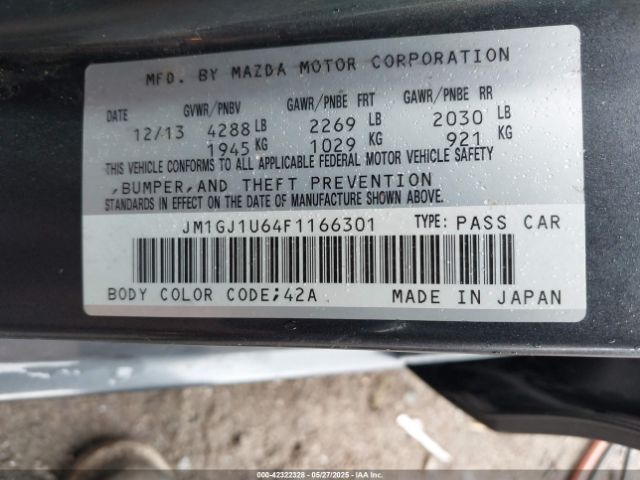 MFD. BY MAZDA MOTOR CORPORATION
DATE GVWR/PNBV GAWR/PNBE FRT GAWR/PNBE RR
12/13 4288 LB 2269 LB 2030 LB
1945 KG 1029 KG 921 KG
THIS VEHICLE CONFORMS TO ALL APPLICABLE FEDERAL MOTOR VEHICLE SAFETY
,BUMPER,AND THEFT PREVENTION
STANDARDS IN EFFECT ON THE DATE OF MANUFACTURE SHOWN ABOVE.
JM1GJ1U64F1166301 TYPE: PASS CAR
BODY COLOR CODE;42A MADE IN JAPAN
000-42322328 - 05/27/2025 - IAA, Inc.